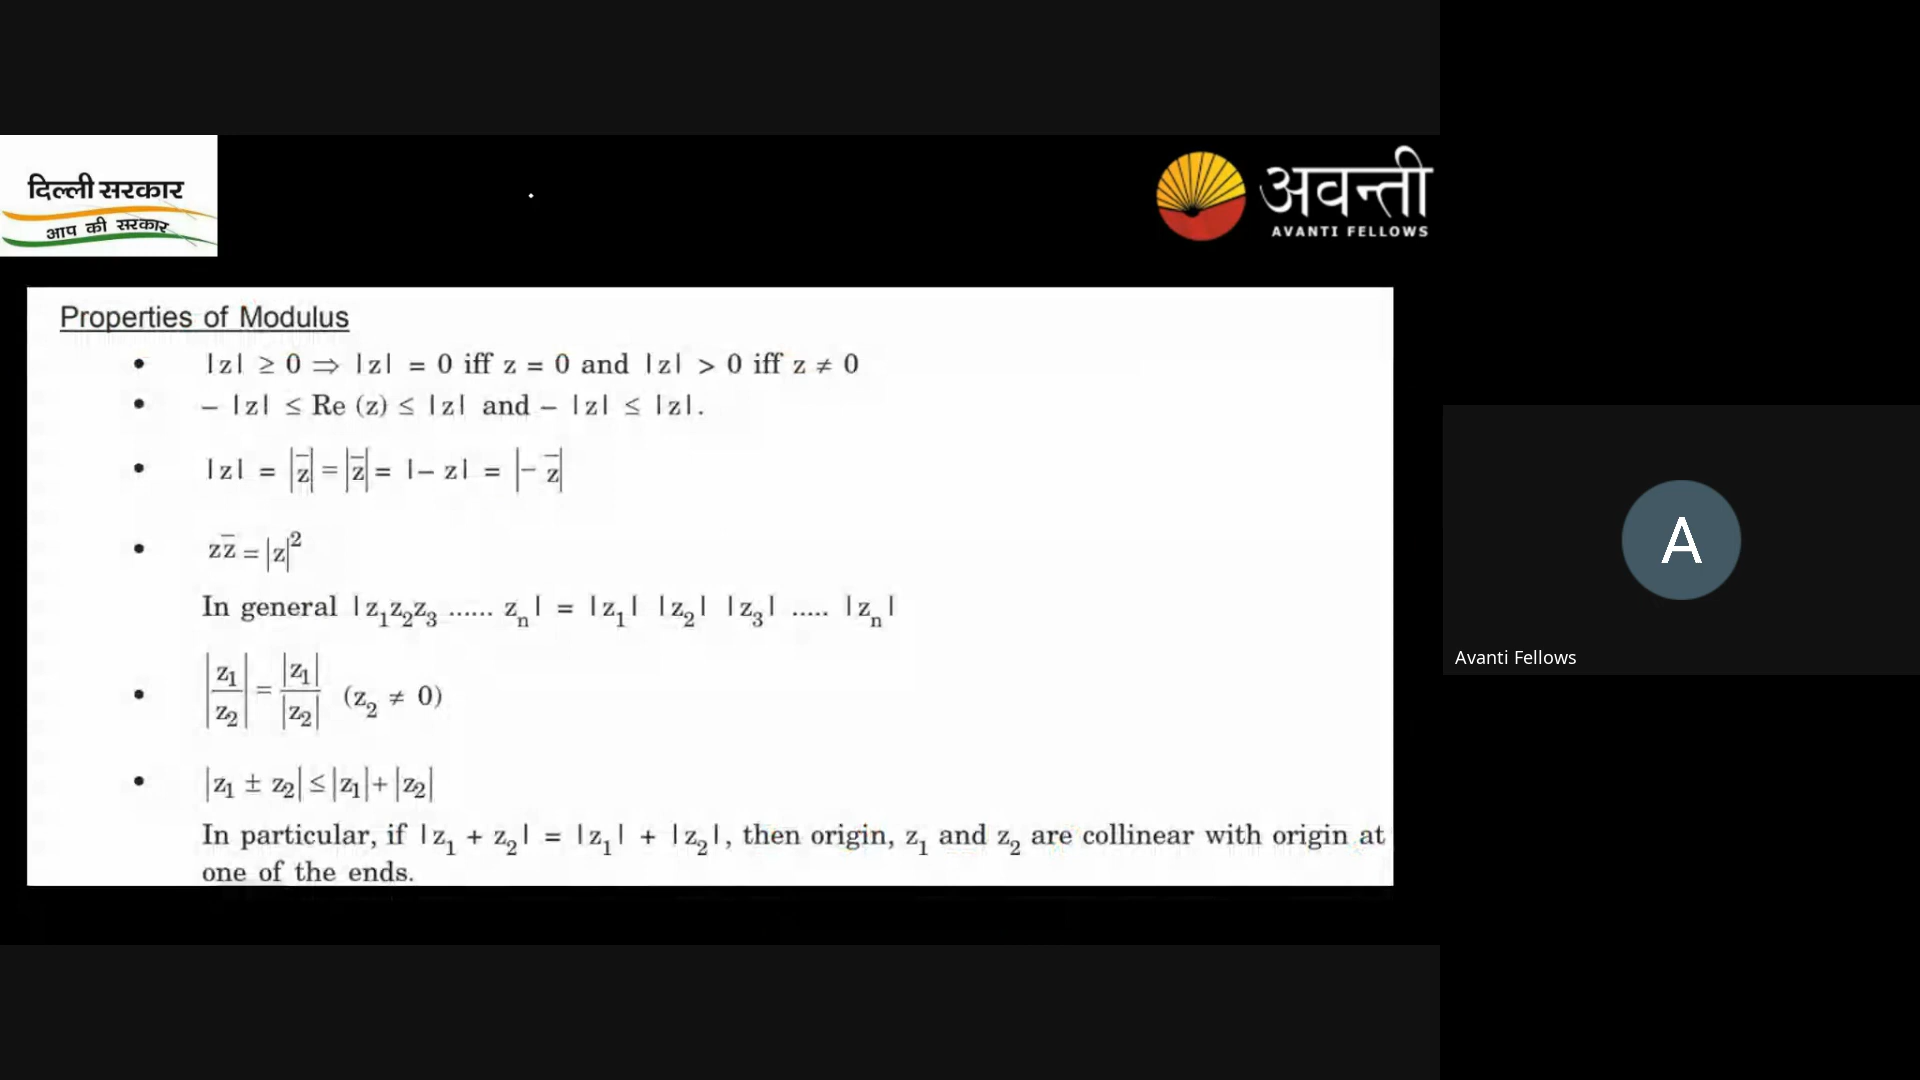 दिल्ली सरकार
आप की सरकार
अवन्ती
AVANTI FELLOWS
Properties of Modulus
• |z| ≥ 0 ⇒ |z| = 0 iff z = 0 and |z| > 0 iff z ≠ 0
• – |z| ≤ Re (z) ≤ |z| and – |z| ≤ |z|.
• |z| = |z̅| = |z̅| = |– z| = |– z̅|
• zz̅ = |z|²
In general |z₁z₂z₃ ...... zₙ| = |z₁| |z₂| |z₃| ..... |zₙ|
• |z₁/z₂| = |z₁|/|z₂| (z₂ ≠ 0)
• |z₁ ± z₂| ≤ |z₁| + |z₂|
In particular, if |z₁ + z₂| = |z₁| + |z₂|, then origin, z₁ and z₂ are collinear with origin at
one of the ends.
A
Avanti Fellows